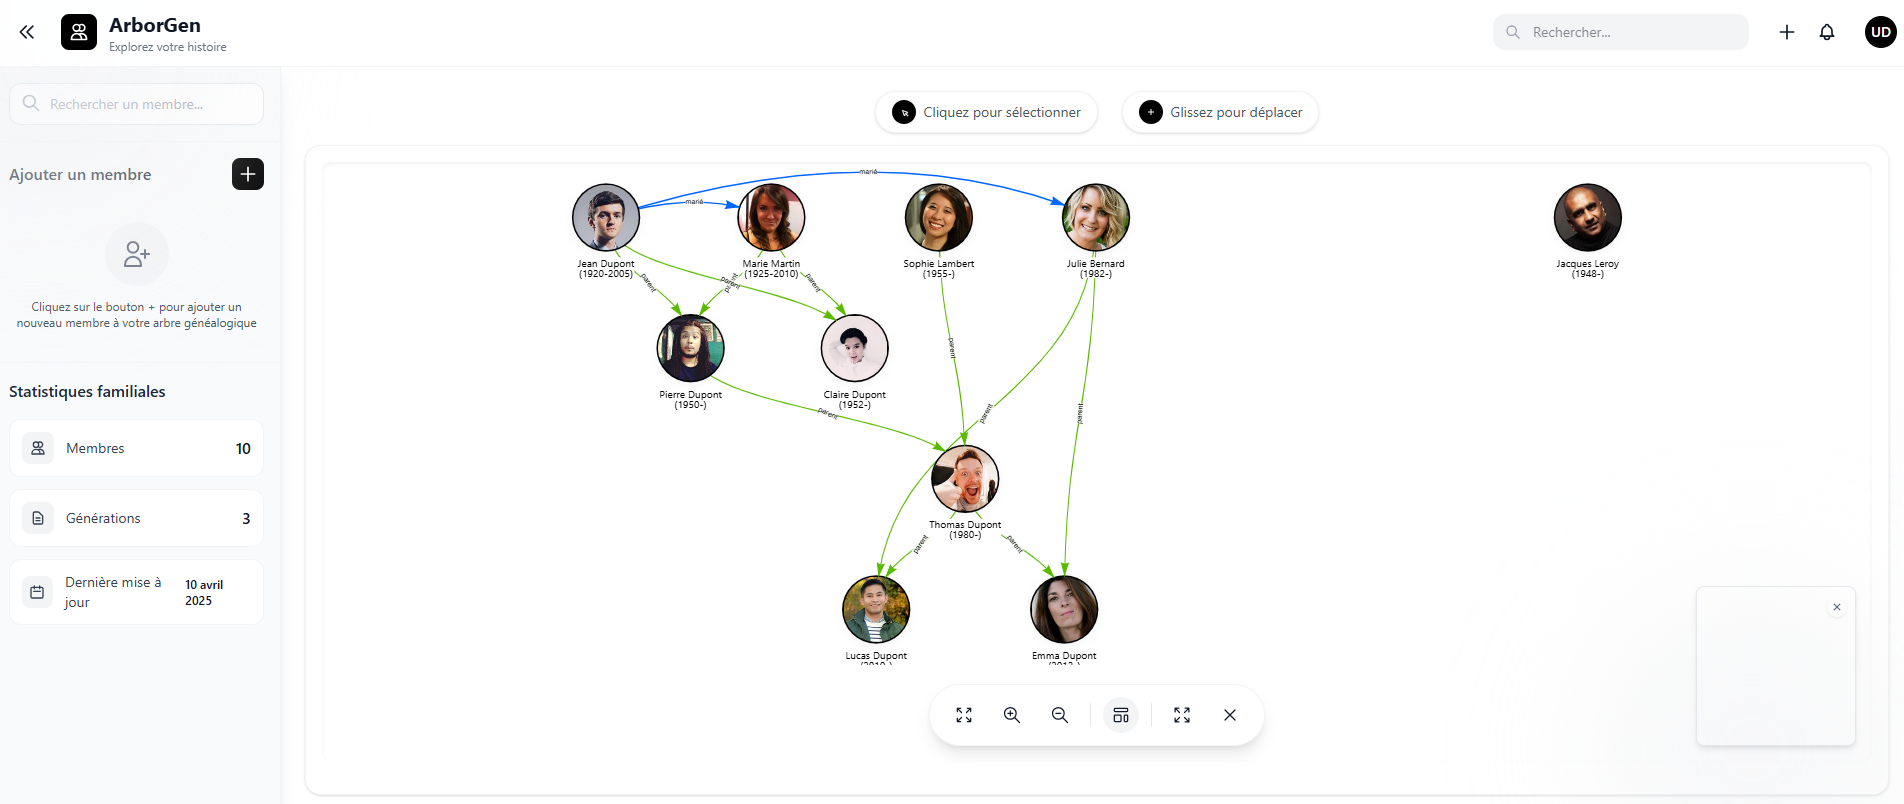 ArborGen
Explorez votre histoire
Rechercher...
UD
Rechercher un membre...
Ajouter un membre
Cliquez sur le bouton + pour ajouter un
nouveau membre à votre arbre généalogique
Statistiques familiales
Membres
10
Générations
3
Dernière mise à
jour
10 avril
2025
Cliquez pour sélectionner
Glissez pour déplacer
marié
marié
Jean Dupont
(1920-2005)
Marie Martin
(1925-2010)
Sophie Lambert
(1955-)
Julie Bernard
(1982-)
Jacques Leroy
(1948-)
parent
parent
parent
parent
parent
Pierre Dupont
(1950-)
Claire Dupont
(1952-)
parent
parent
parent
Thomas Dupont
(1980-)
parent
parent
Lucas Dupont
Emma Dupont